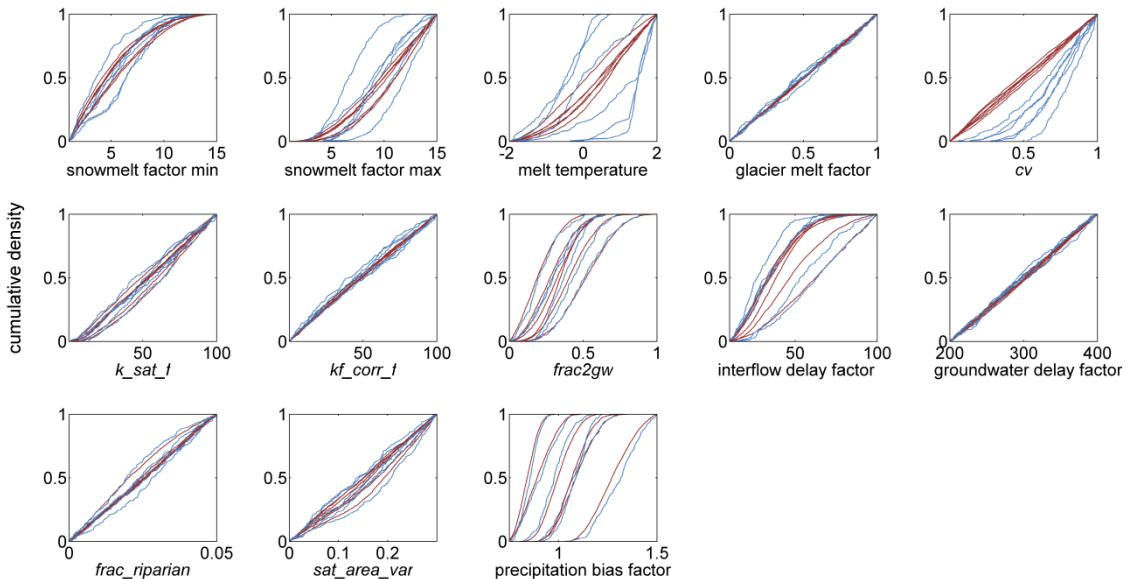 1
0.5
0
5 10 15
snowmelt factor min
1
0.5
0
5 10 15
snowmelt factor max
1
0.5
0
-2 0 2
melt temperature
1
0.5
0
0 0.5 1
glacier melt factor
1
0.5
0
0.5 1
cv
cumulative density
1
0.5
0
50 100
k_sat_f
1
0.5
0
50 100
kf_corr_f
1
0.5
0
0 0.5 1
frac2gw
1
0.5
0
50 100
interflow delay factor
1
0.5
0
200 300 400
groundwater delay factor
1
0.5
0
0 0.05
frac_riparian
1
0.5
0
0 0.1 0.2
sat_area_var
1
0.5
0
1 1.5
precipitation bias factor